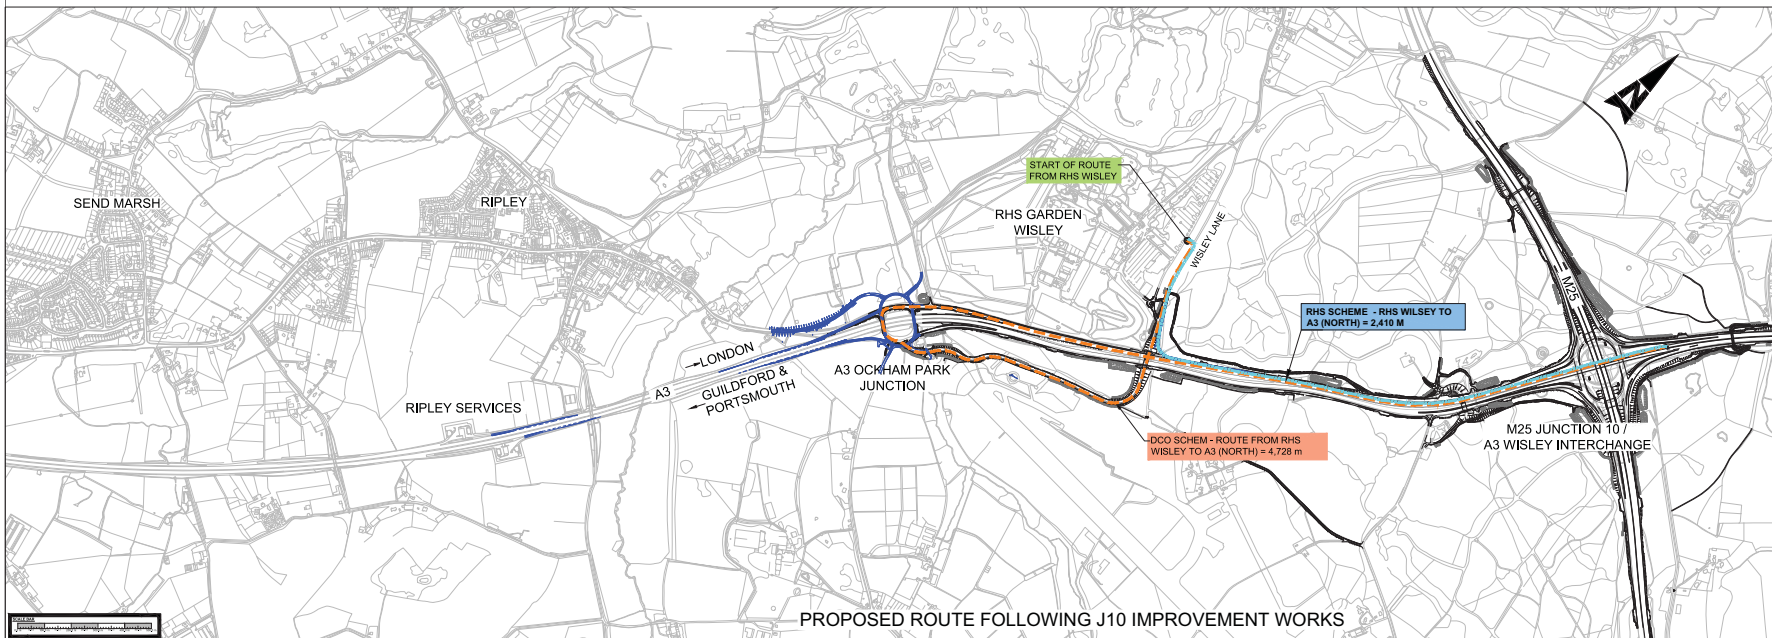 START OF ROUTE
FROM RHS WISLEY
SEND MARSH
RIPLEY
RHS GARDEN
WISLEY
WISLEY LANE
M25
N
RHS SCHEME - RHS WILSEY TO
A3 (NORTH) = 2,410 M
LONDON
A3
GUILDFORD &
PORTSMOUTH
A3 OCKHAM PARK
JUNCTION
RIPLEY SERVICES
M25 JUNCTION 10 /
A3 WISLEY INTERCHANGE
DCO SCHEM - ROUTE FROM RHS
WISLEY TO A3 (NORTH) = 4,728 m
SCALE BAR
PROPOSED ROUTE FOLLOWING J10 IMPROVEMENT WORKS